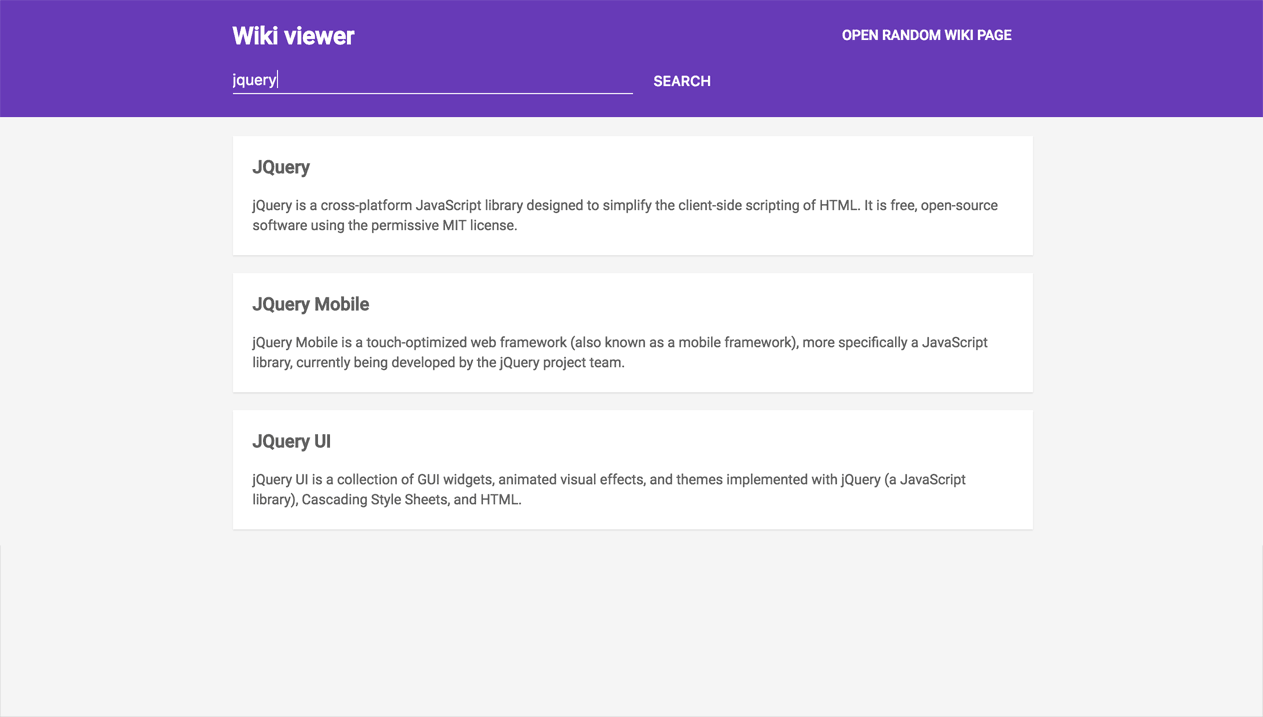 Wiki viewer
OPEN RANDOM WIKI PAGE
jquery
SEARCH
JQuery
jQuery is a cross-platform JavaScript library designed to simplify the client-side scripting of HTML. It is free, open-source
software using the permissive MIT license.
JQuery Mobile
jQuery Mobile is a touch-optimized web framework (also known as a mobile framework), more specifically a JavaScript
library, currently being developed by the jQuery project team.
JQuery UI
jQuery UI is a collection of GUI widgets, animated visual effects, and themes implemented with jQuery (a JavaScript
library), Cascading Style Sheets, and HTML.